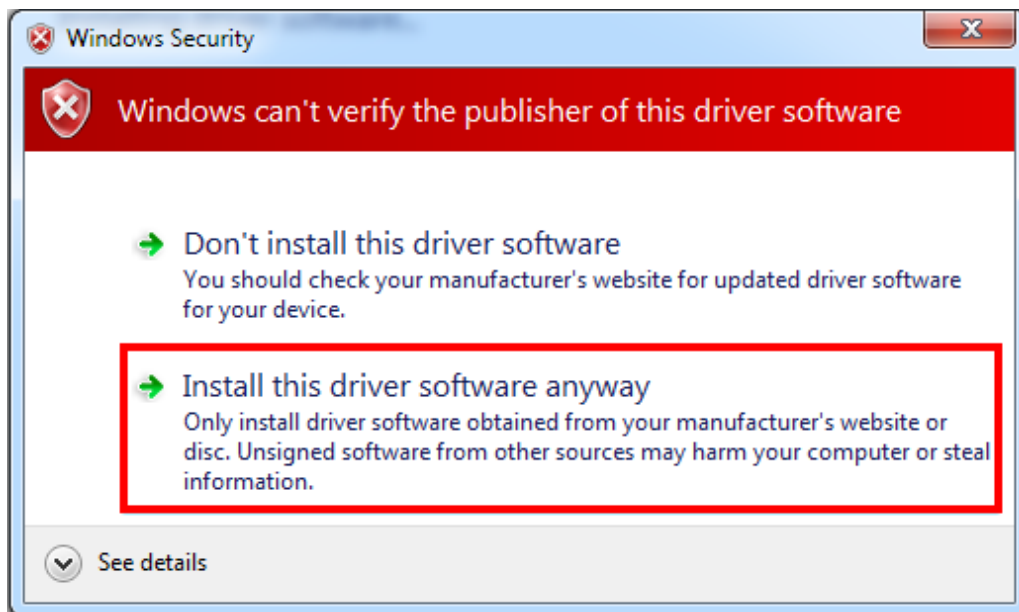 Windows Security
Windows can't verify the publisher of this driver software
Don't install this driver software
You should check your manufacturer's website for updated driver software
for your device.
Install this driver software anyway
Only install driver software obtained from your manufacturer's website or
disc. Unsigned software from other sources may harm your computer or steal
information.
See details